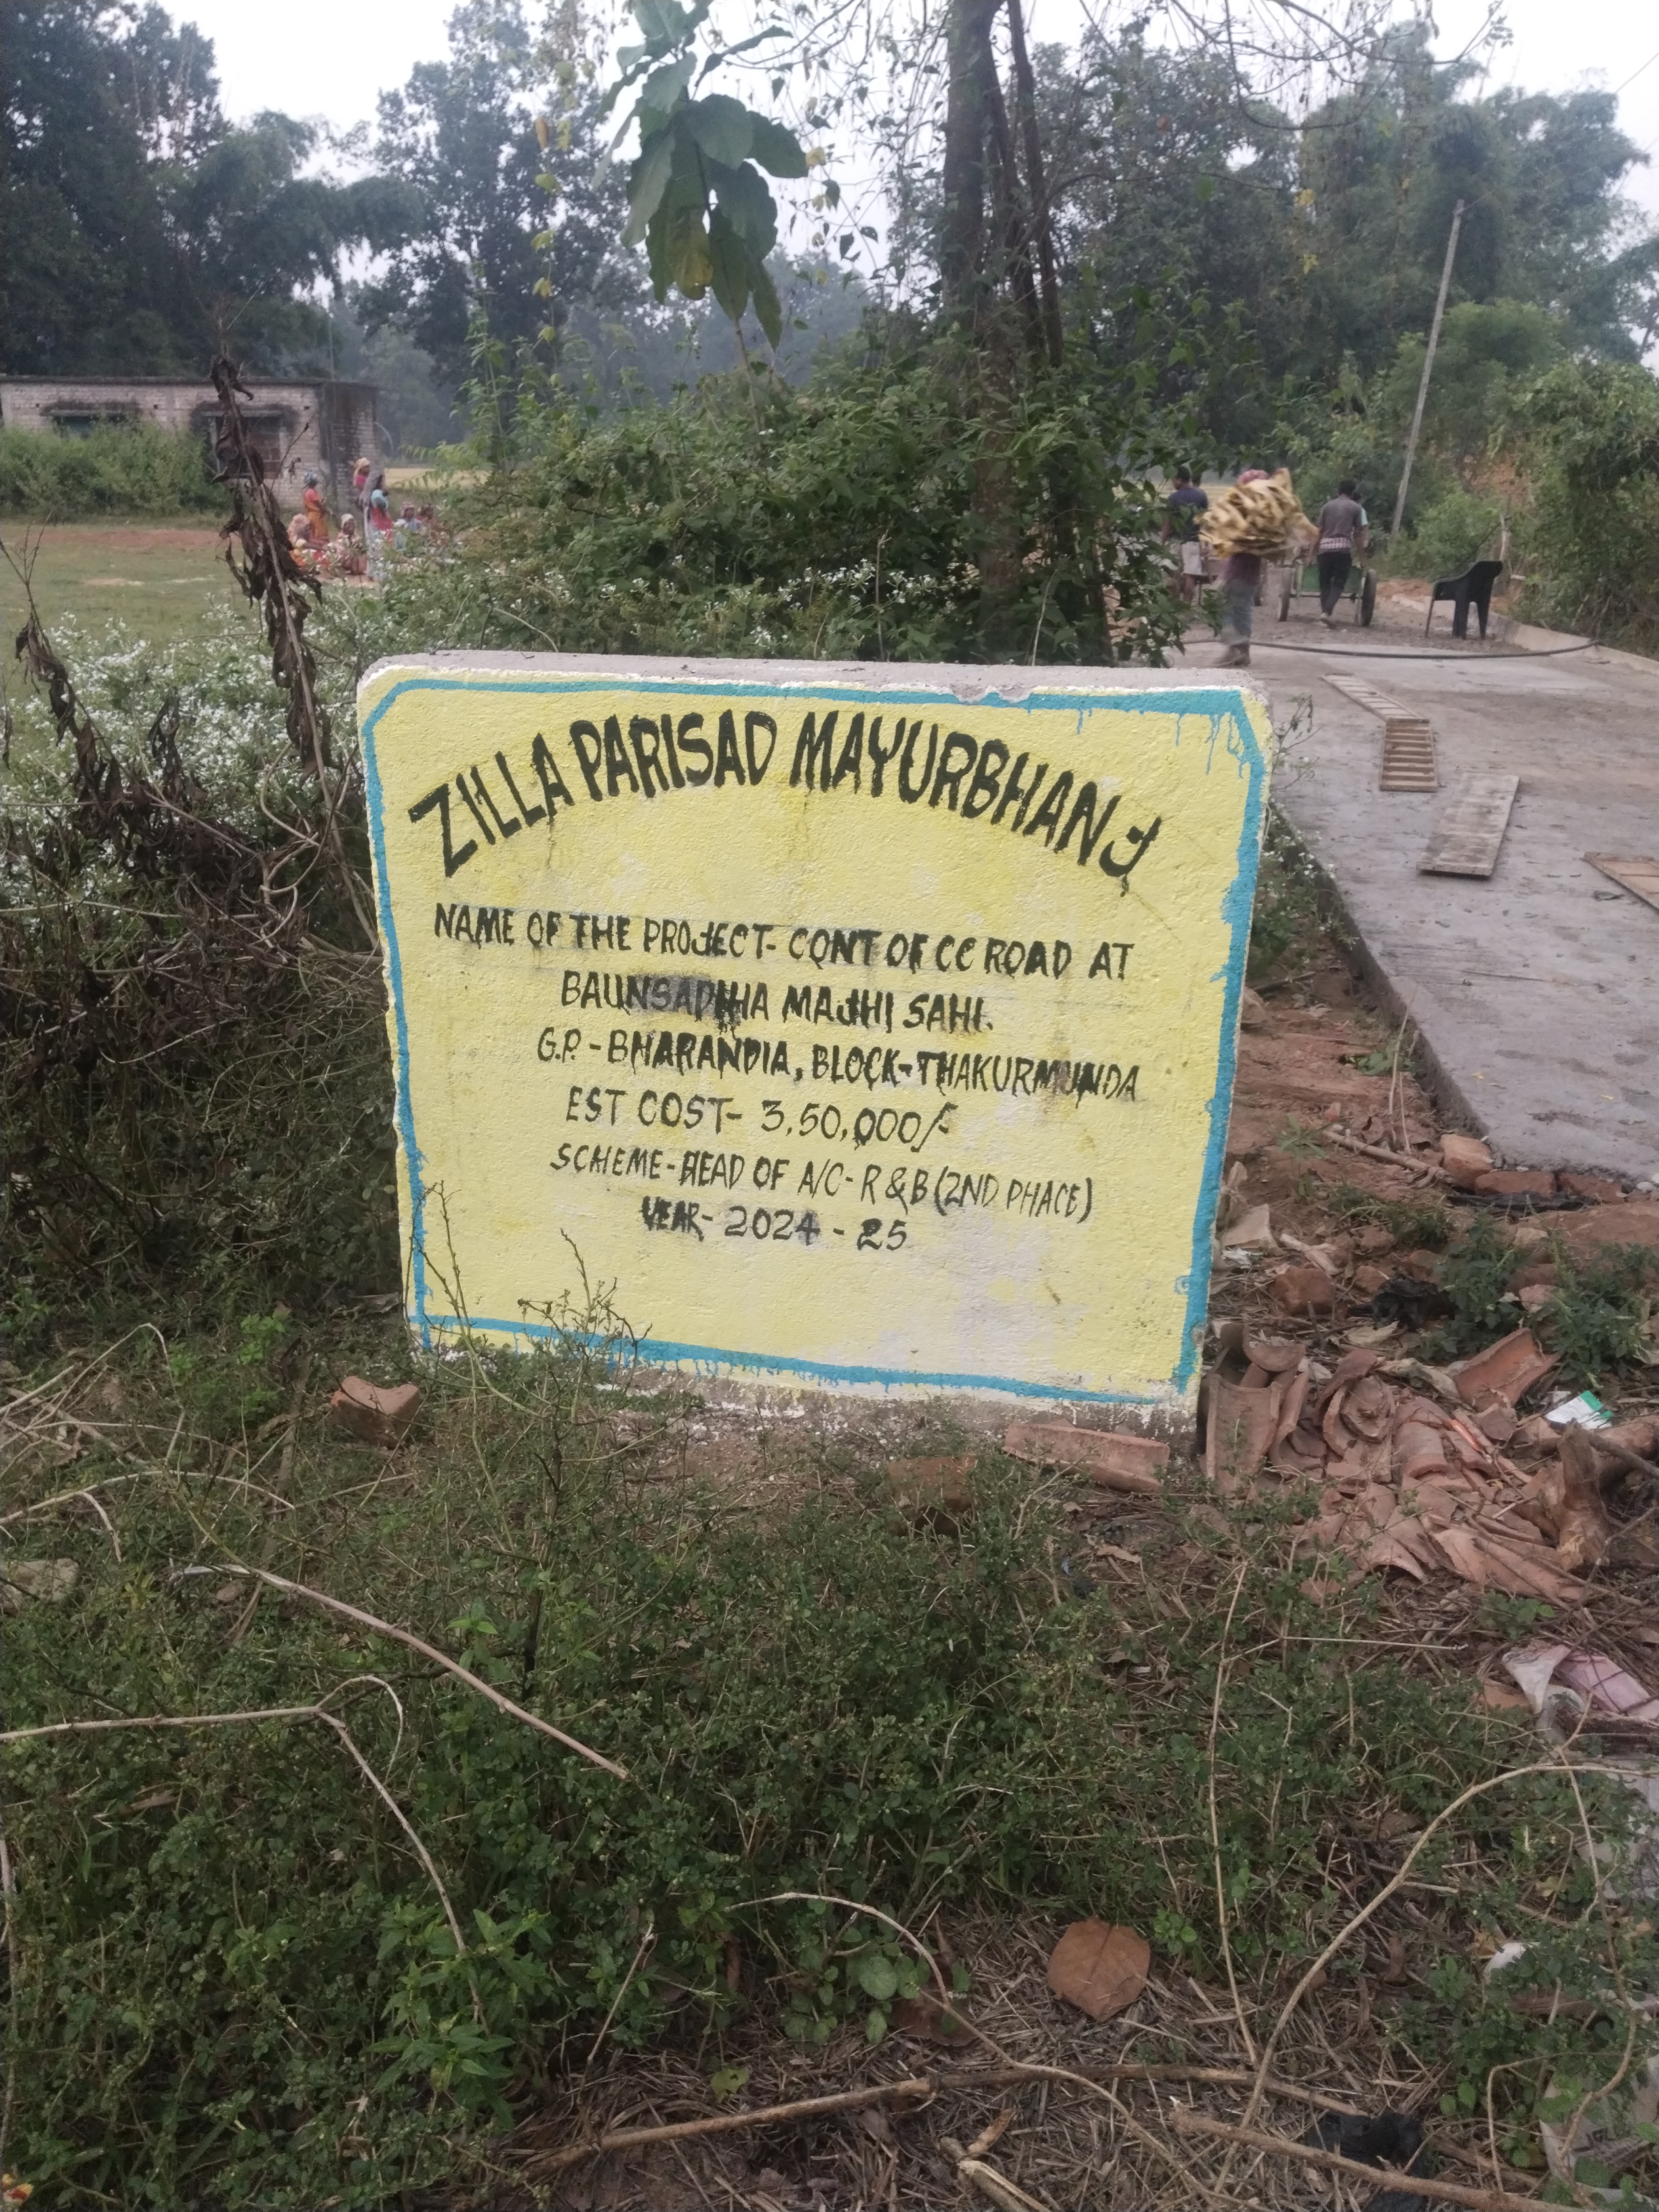 ZILLA PARISAD MAYURBHANJ
NAME OF THE PROJECT- CONT OF CC ROAD AT
BAUNSADIHA MAJHI SAHI.
G.P. - BHARANDIA, BLOCK-THAKURMUNDA
EST COST- 3,50,000/-
SCHEME-HEAD OF A/C- R & B (2ND PHACE)
YEAR- 2024 - 25